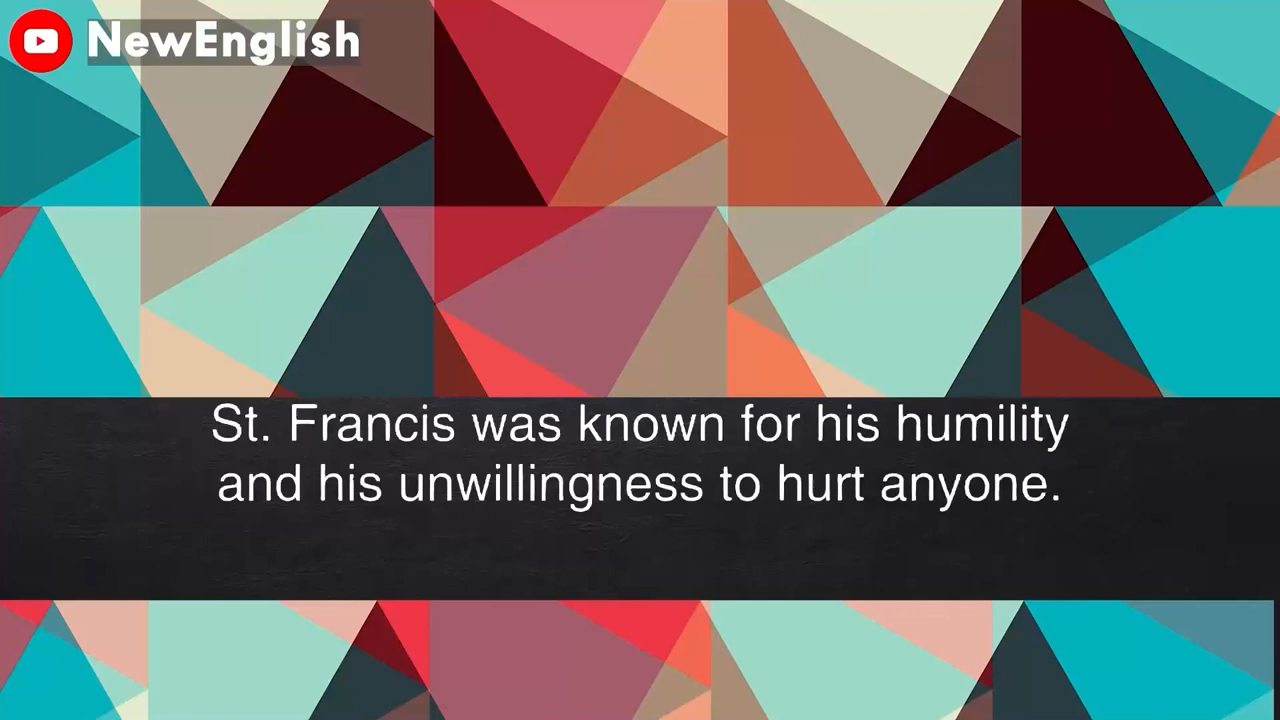 NewEnglish
St. Francis was known for his humility
and his unwillingness to hurt anyone.